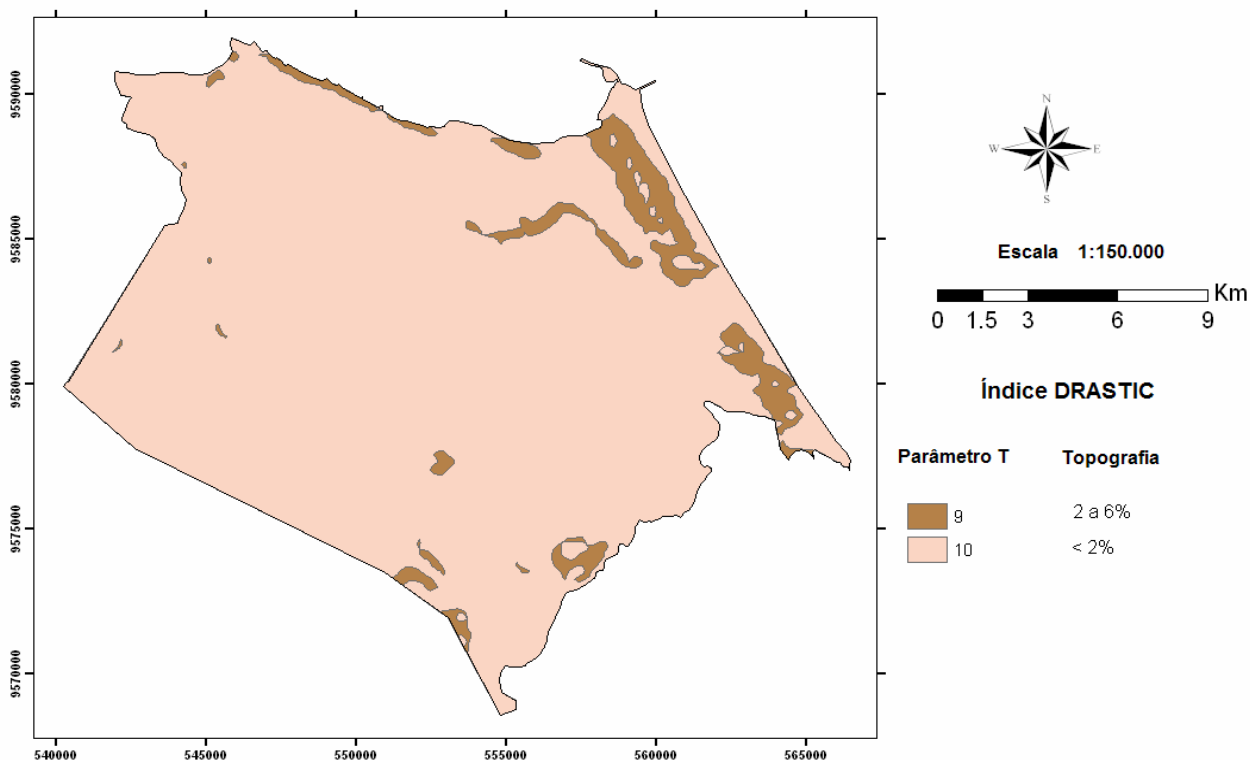 9590000
9585000
9580000
9575000
9570000
540000 545000 550000 555000 560000 565000
N
W E
S
Escala 1:150.000
Km
0 1.5 3 6 9
Índice DRASTIC
Parâmetro T Topografia
9 2 a 6%
10 < 2%